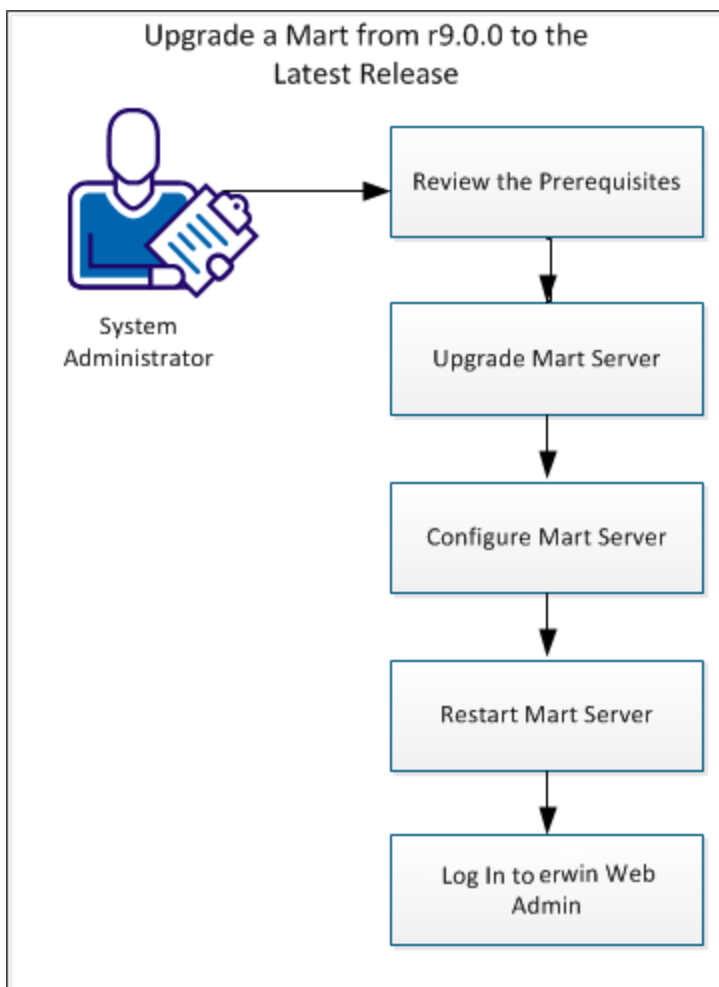 Upgrade a Mart from r9.0.0 to the
Latest Release
Review the Prerequisites
System
Administrator
Upgrade Mart Server
Configure Mart Server
Restart Mart Server
Log In to erwin Web
Admin